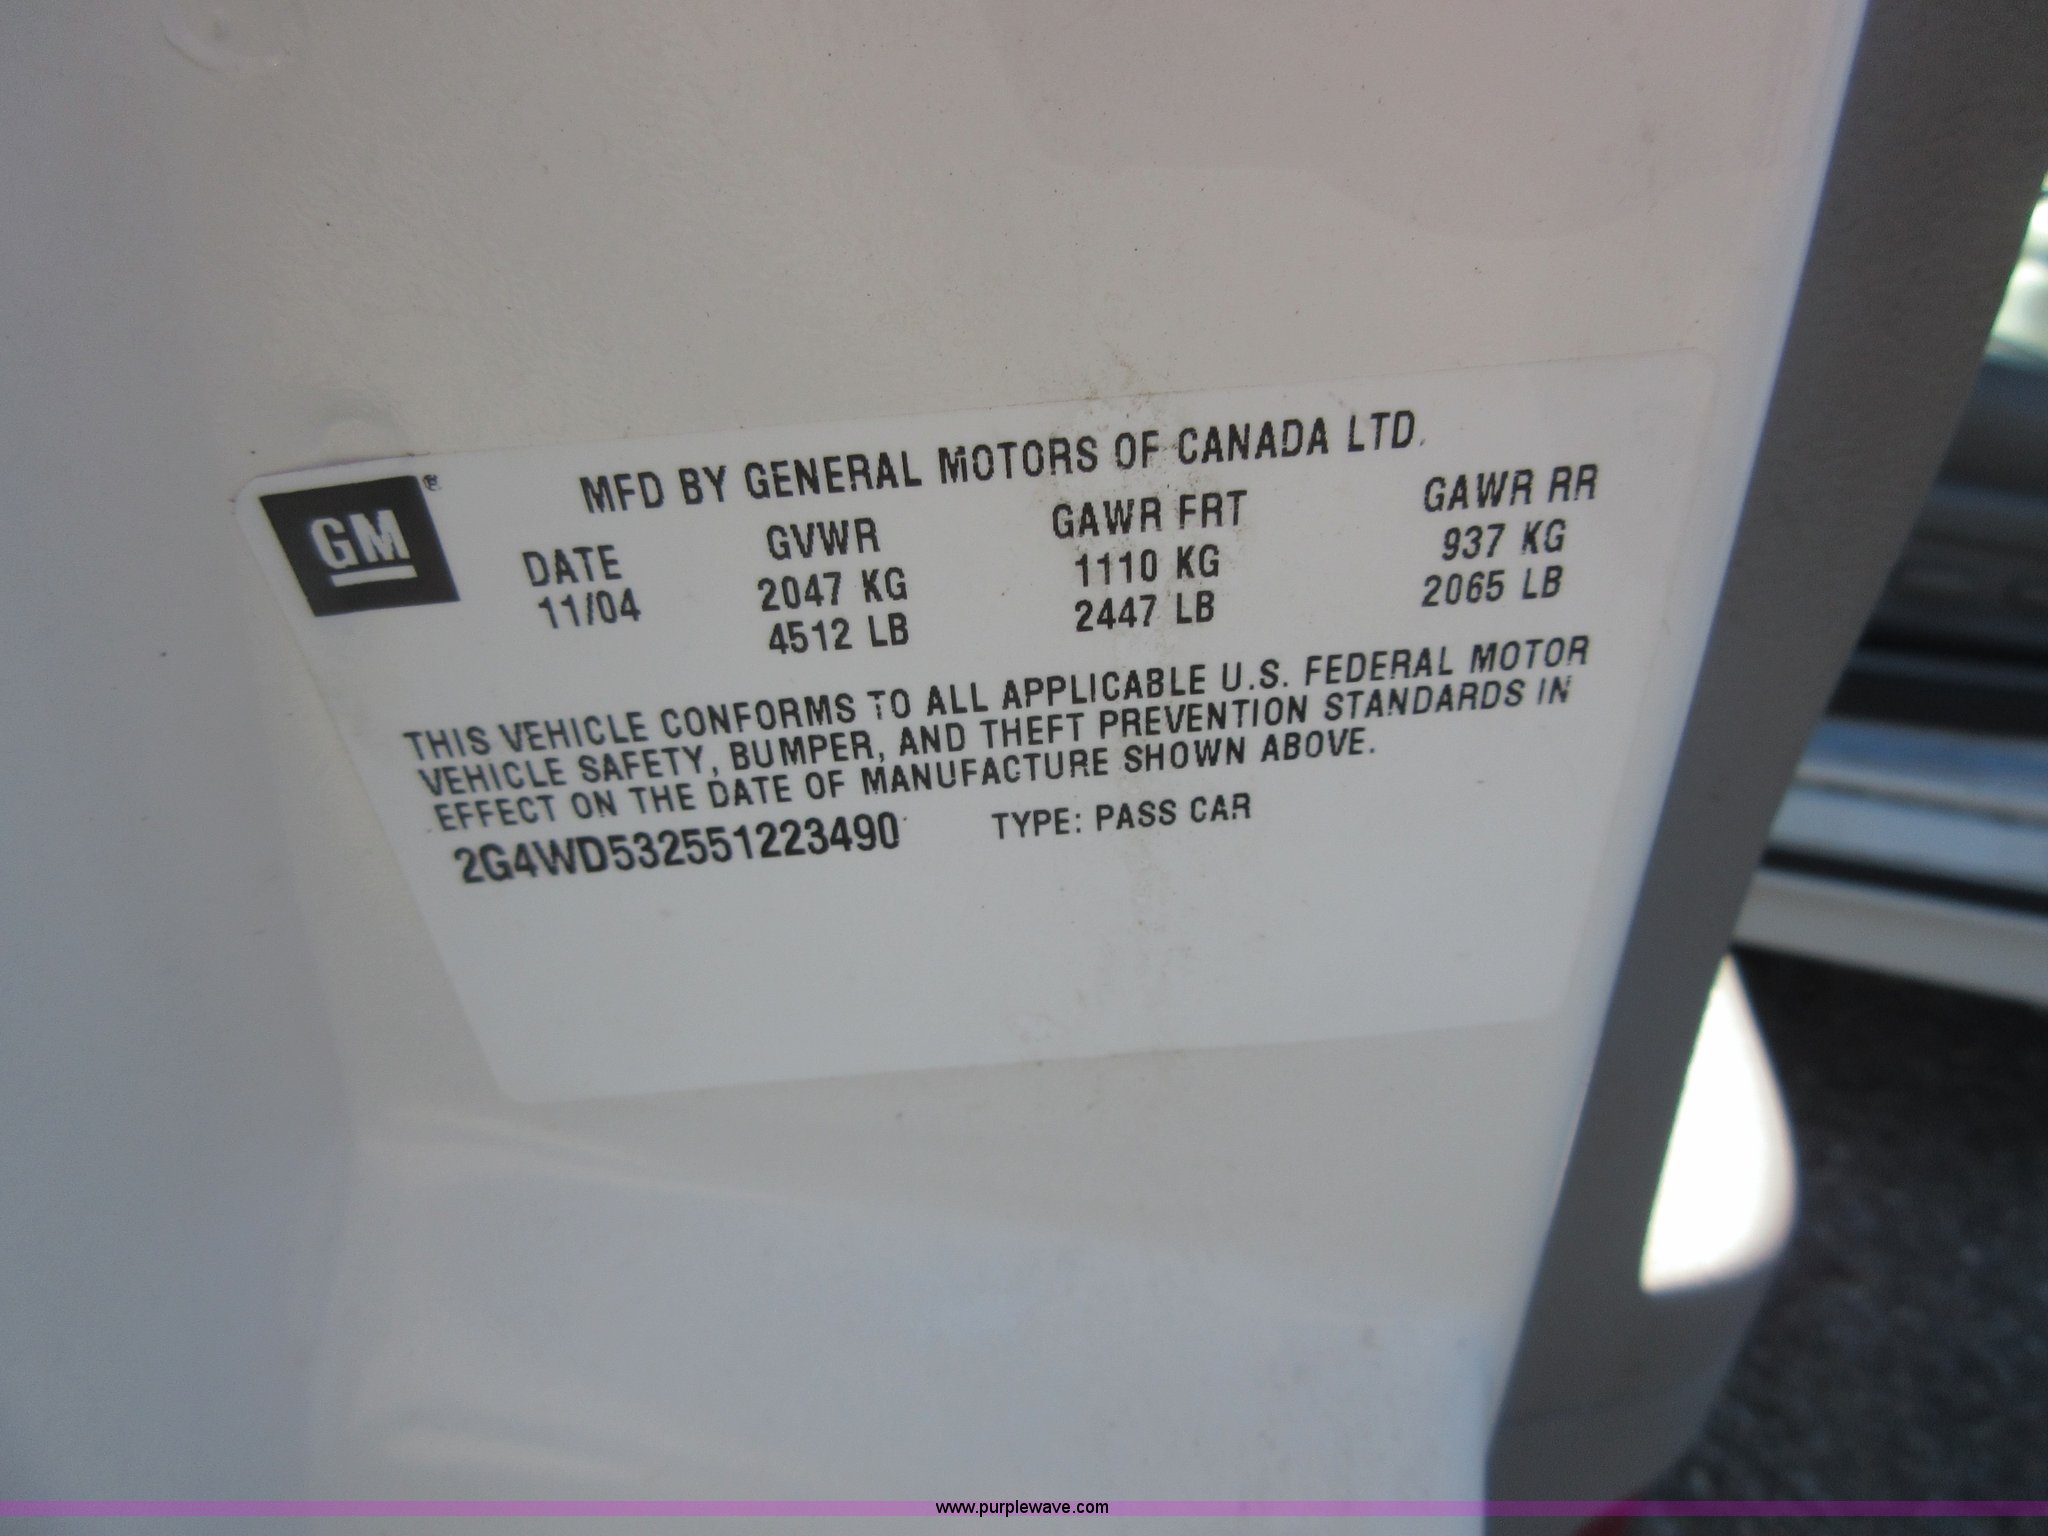 GM ®
MFD BY GENERAL MOTORS OF CANADA LTD.
DATE GVWR GAWR FRT GAWR RR
11/04 2047 KG 1110 KG 937 KG
4512 LB 2447 LB 2065 LB
THIS VEHICLE CONFORMS TO ALL APPLICABLE U.S. FEDERAL MOTOR
VEHICLE SAFETY, BUMPER, AND THEFT PREVENTION STANDARDS IN
EFFECT ON THE DATE OF MANUFACTURE SHOWN ABOVE.
2G4WD532551223490 TYPE: PASS CAR
www.purplewave.com